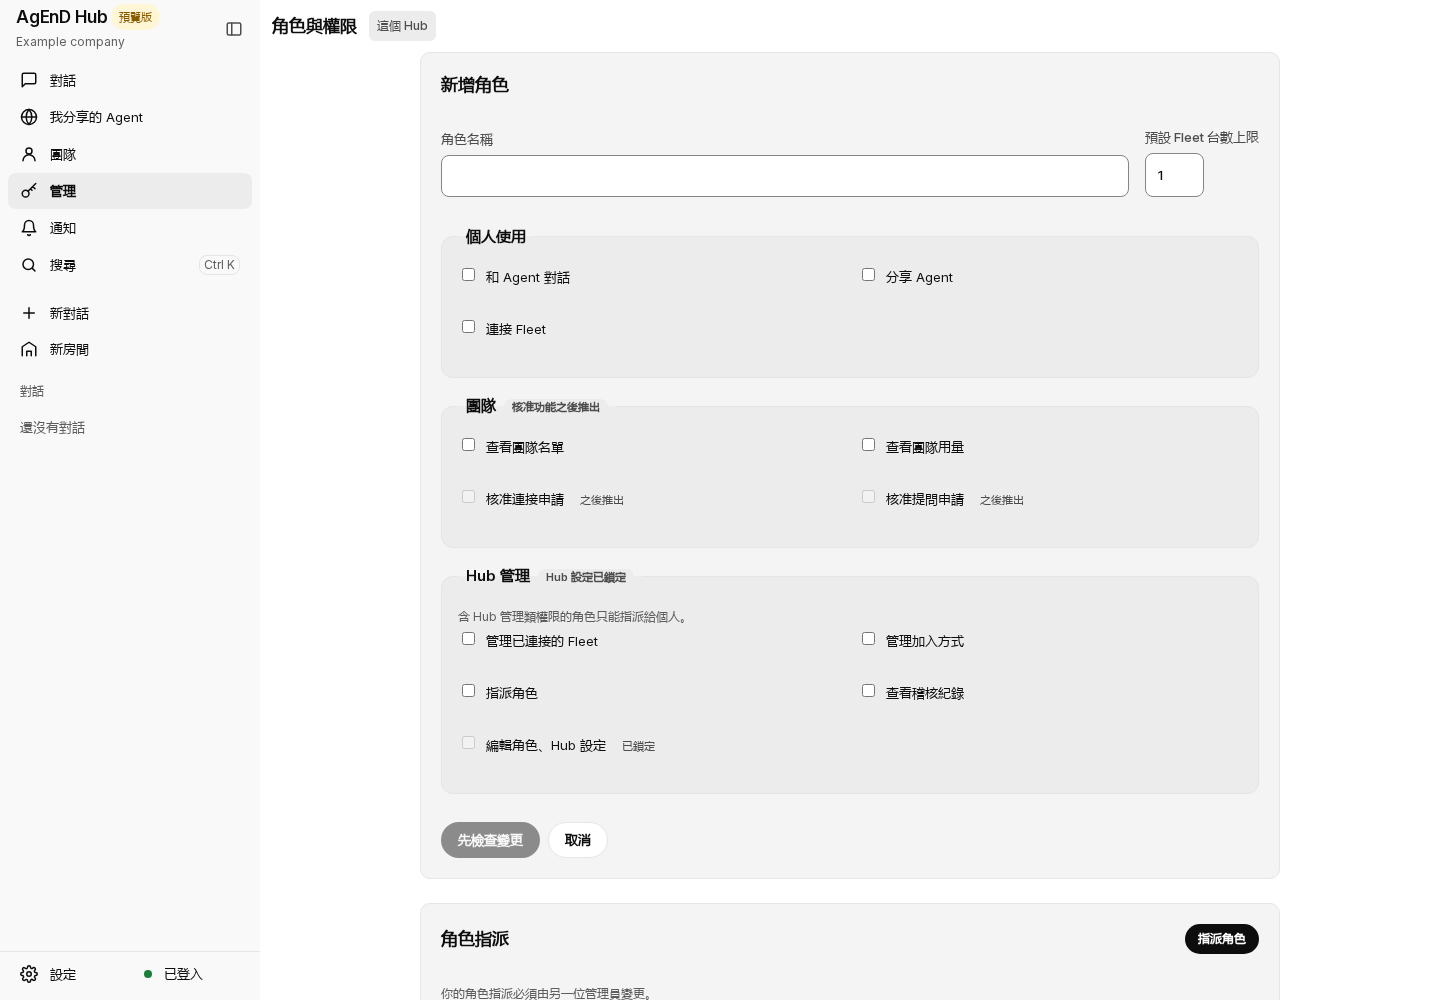 AgEnD Hub 預覽版
Example company
對話
我分享的 Agent
團隊
管理
通知
搜尋 Ctrl K
新對話
新房間
對話
還沒有對話
設定 已登入
角色與權限 這個 Hub
新增角色
角色名稱 預設 Fleet 台數上限
1
個人使用
和 Agent 對話 分享 Agent
連接 Fleet
團隊 核准功能之後推出
查看團隊名單 查看團隊用量
核准連接申請 之後推出 核准提問申請 之後推出
Hub 管理 Hub 設定已鎖定
含 Hub 管理類權限的角色只能指派給個人。
管理已連接的 Fleet 管理加入方式
指派角色 查看稽核紀錄
編輯角色、Hub 設定 已鎖定
先檢查變更 取消
角色指派 指派角色
你的角色指派必須由另一位管理員變更。